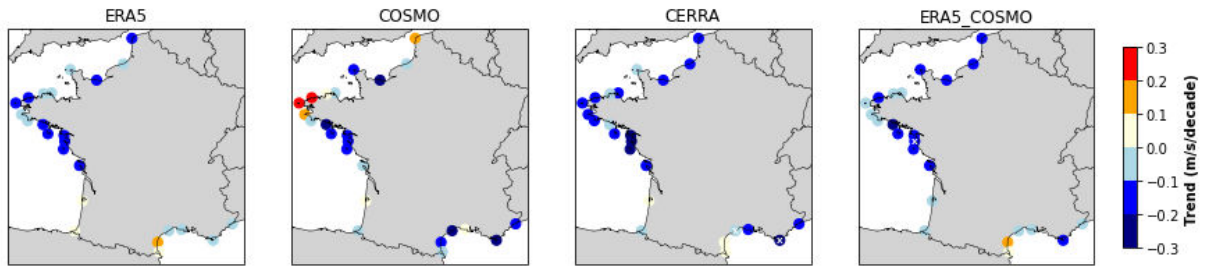 ERA5
COSMO
CERRA
ERA5_COSMO
0.3
0.2
0.1
0.0
−0.1
−0.2
−0.3
Trend (m/s/decade)